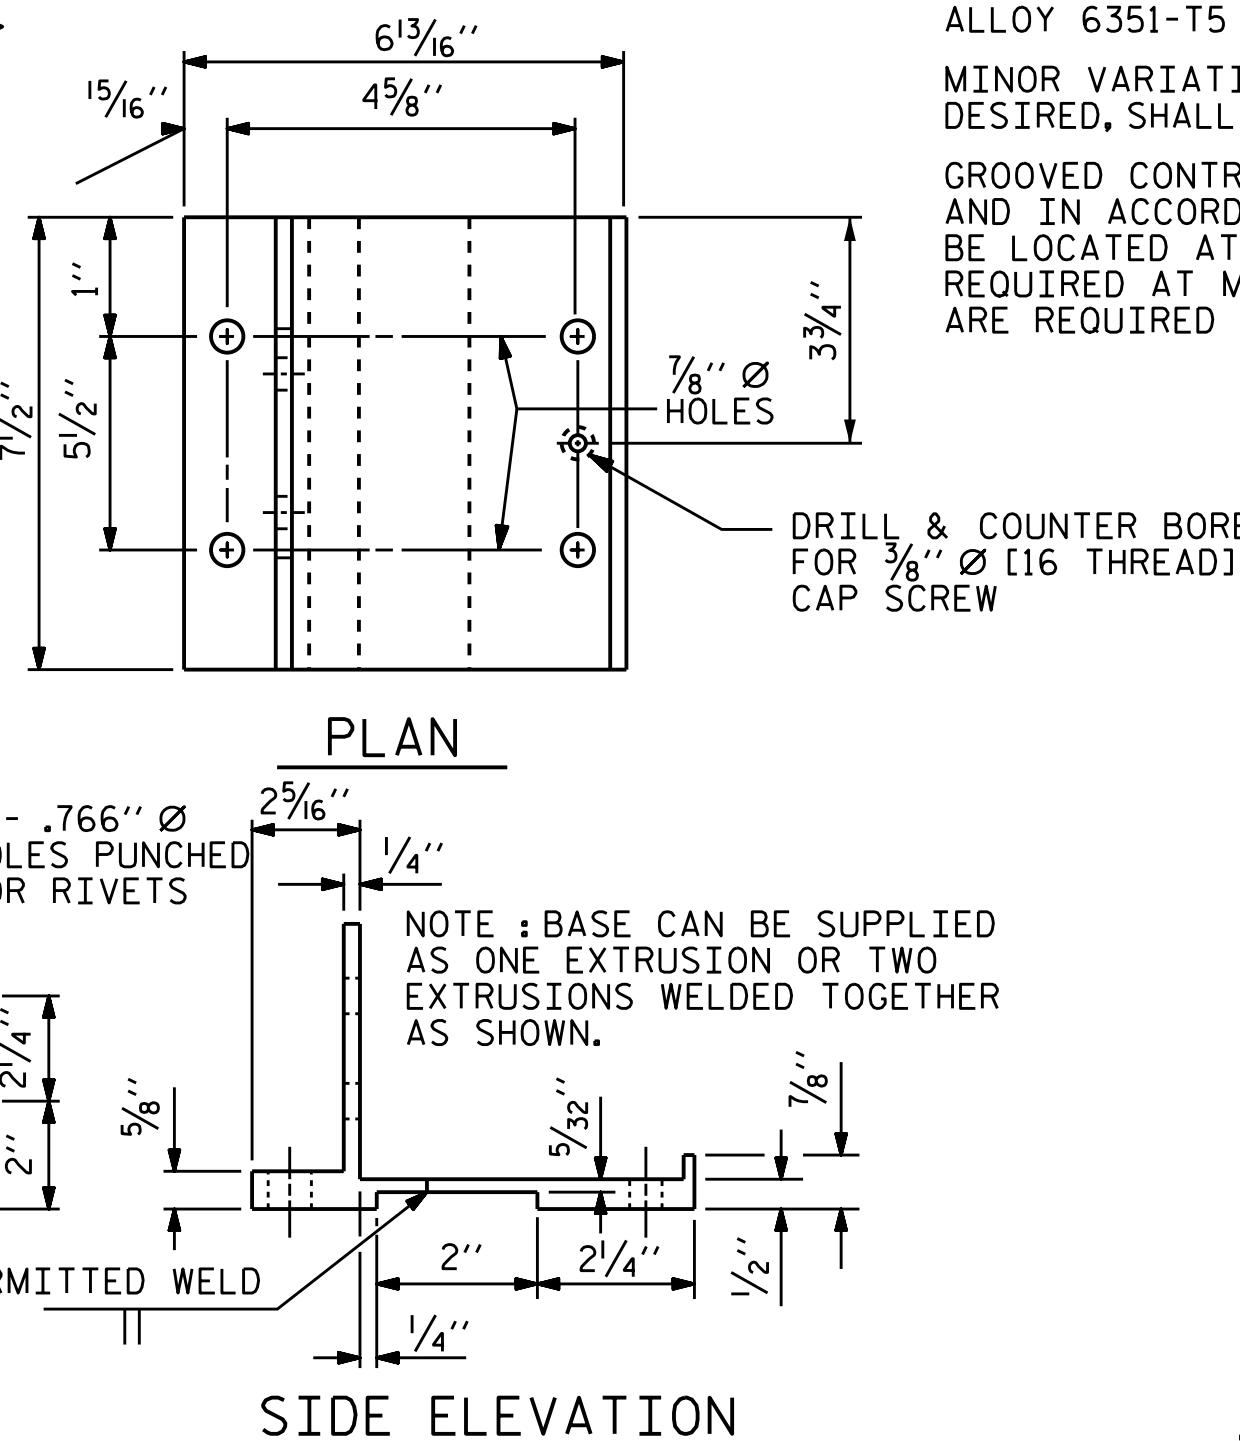 6 13/16"
15/16"
4 5/8"
1"
7 1/2"
5 1/2"
3 3/4"
7/8" Ø
HOLES
DRILL & COUNTER BORE
FOR 3/8" Ø [16 THREAD]
CAP SCREW
ALLOY 6351-T5
MINOR VARIATI
DESIRED, SHALL
GROOVED CONTR
AND IN ACCORD
BE LOCATED AT
REQUIRED AT M
ARE REQUIRED
PLAN
- .766" Ø
OLES PUNCHED
OR RIVETS
2 5/16"
1/4"
NOTE : BASE CAN BE SUPPLIED
AS ONE EXTRUSION OR TWO
EXTRUSIONS WELDED TOGETHER
AS SHOWN.
2 1/4"
2"
5/8"
5/32"
7/8"
RMITTED WELD
2"
2 1/4"
1/2"
1/4"
SIDE ELEVATION